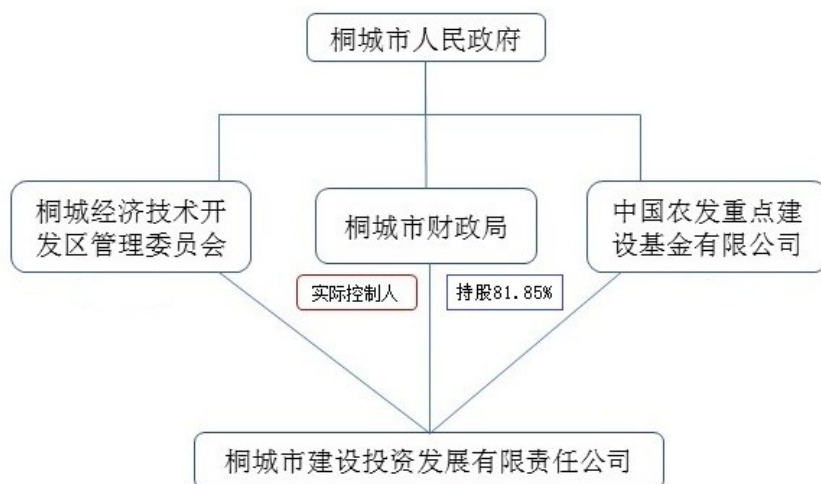 桐城市人民政府
桐城经济技术开
发区管理委员会
桐城市财政局
中国农发重点建
设基金有限公司
实际控制人
持股81.85%
桐城市建设投资发展有限责任公司